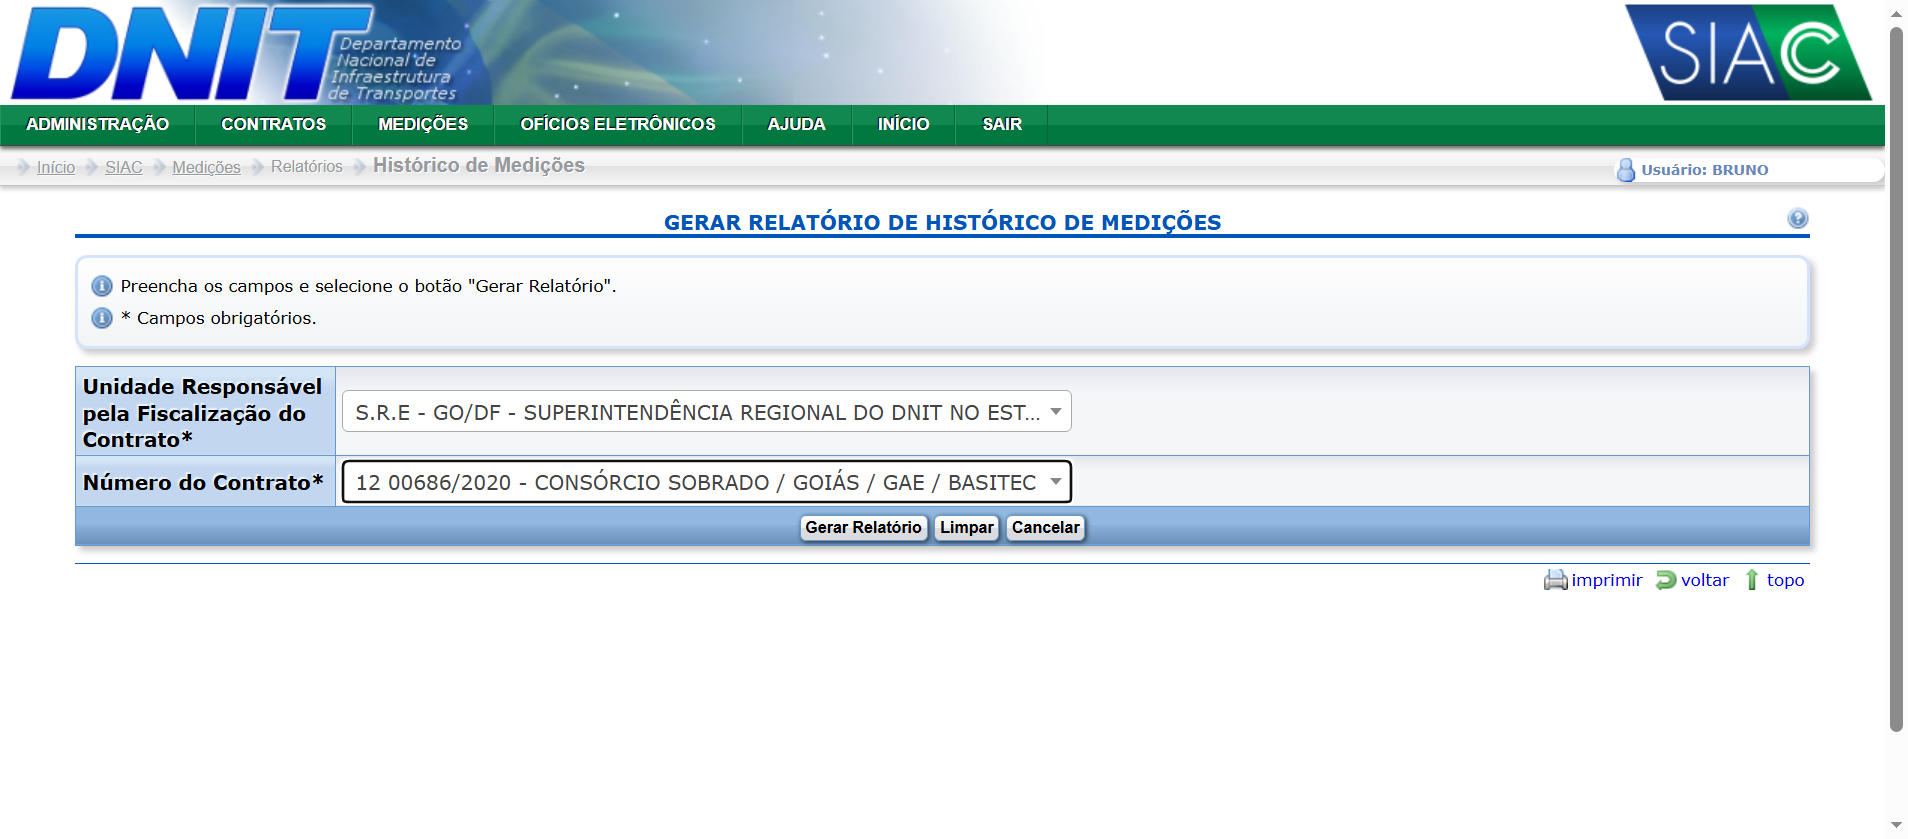 DNIT
Departamento
Nacional de
Infraestrutura
de Transportes
SIAC
ADMINISTRAÇÃO CONTRATOS MEDIÇÕES OFÍCIOS ELETRÔNICOS AJUDA INÍCIO SAIR
Início SIAC Medições Relatórios Histórico de Medições
Usuário: BRUNO
GERAR RELATÓRIO DE HISTÓRICO DE MEDIÇÕES
Preencha os campos e selecione o botão "Gerar Relatório".
* Campos obrigatórios.
Unidade Responsável
pela Fiscalização do
Contrato*
S.R.E - GO/DF - SUPERINTENDÊNCIA REGIONAL DO DNIT NO EST...
Número do Contrato*
12 00686/2020 - CONSÓRCIO SOBRADO / GOIÁS / GAE / BASITEC
Gerar Relatório Limpar Cancelar
imprimir voltar topo